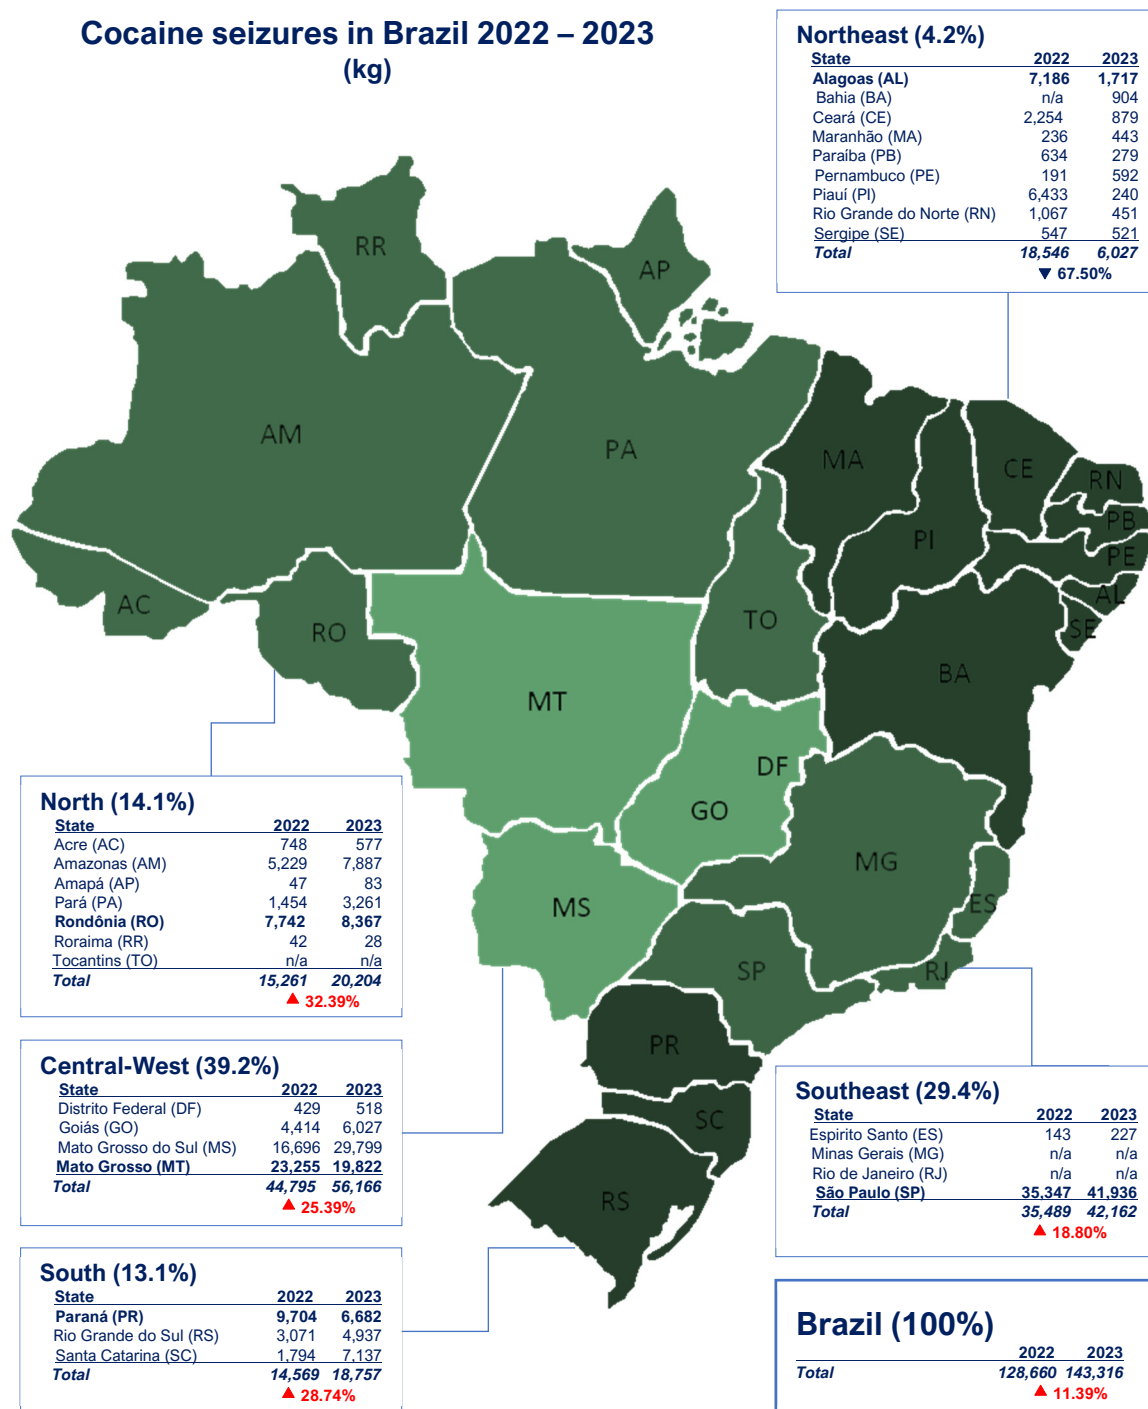 Cocaine seizures in Brazil 2022 – 2023
(kg)
Northeast (4.2%)
State 2022 2023
Alagoas (AL) 7,186 1,717
Bahia (BA) n/a 904
Ceará (CE) 2,254 879
Maranhão (MA) 236 443
Paraíba (PB) 634 279
Pernambuco (PE) 191 592
Piauí (PI) 6,433 240
Rio Grande do Norte (RN) 1,067 451
Sergipe (SE) 547 521
Total 18,546 6,027
▼ 67.50%
RR
AP
AM
PA
MA
CE
RN
PB
PI
PE
AL
AC
RO
TO
SE
BA
MT
DF
GO
MG
MS
ES
SP
RJ
PR
SC
RS
North (14.1%)
State 2022 2023
Acre (AC) 748 577
Amazonas (AM) 5,229 7,887
Amapá (AP) 47 83
Pará (PA) 1,454 3,261
Rondônia (RO) 7,742 8,367
Roraima (RR) 42 28
Tocantins (TO) n/a n/a
Total 15,261 20,204
▲ 32.39%
Central-West (39.2%)
State 2022 2023
Distrito Federal (DF) 429 518
Goiás (GO) 4,414 6,027
Mato Grosso do Sul (MS) 16,696 29,799
Mato Grosso (MT) 23,255 19,822
Total 44,795 56,166
▲ 25.39%
Southeast (29.4%)
State 2022 2023
Espirito Santo (ES) 143 227
Minas Gerais (MG) n/a n/a
Rio de Janeiro (RJ) n/a n/a
São Paulo (SP) 35,347 41,936
Total 35,489 42,162
▲ 18.80%
South (13.1%)
State 2022 2023
Paraná (PR) 9,704 6,682
Rio Grande do Sul (RS) 3,071 4,937
Santa Catarina (SC) 1,794 7,137
Total 14,569 18,757
▲ 28.74%
Brazil (100%)
2022 2023
Total 128,660 143,316
▲ 11.39%